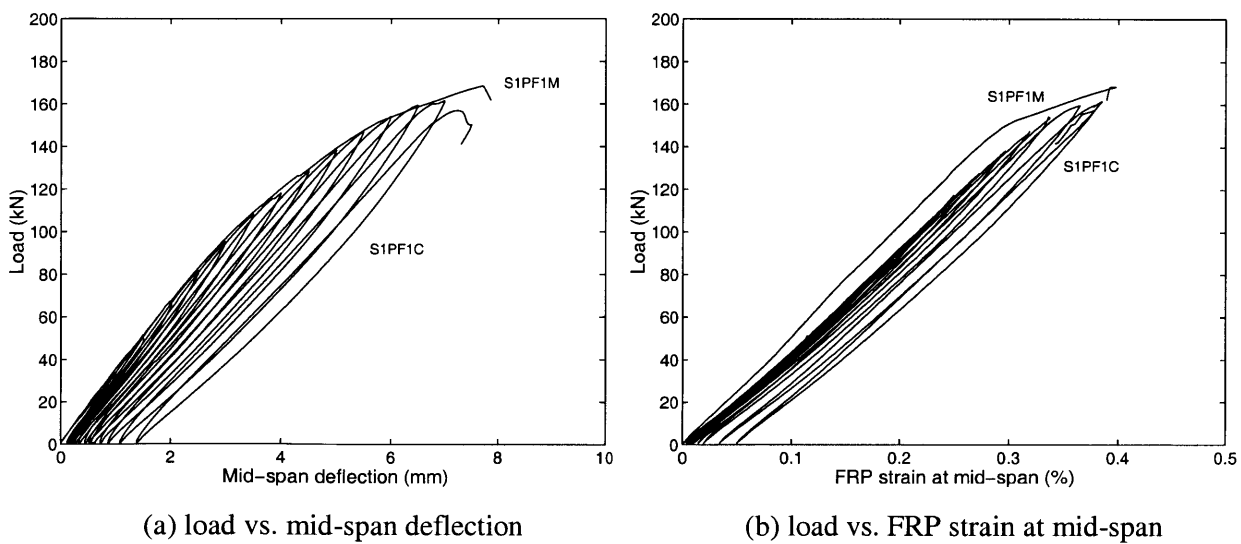 200
180
160
140
120
100
80
60
40
20
0
Load (kN)
S1PF1M
S1PF1C
0 2 4 6 8 10
Mid-span deflection (mm)
(a) load vs. mid-span deflection
200
180
160
140
120
100
80
60
40
20
0
Load (kN)
S1PF1M
S1PF1C
0 0.1 0.2 0.3 0.4 0.5
FRP strain at mid-span (%)
(b) load vs. FRP strain at mid-span